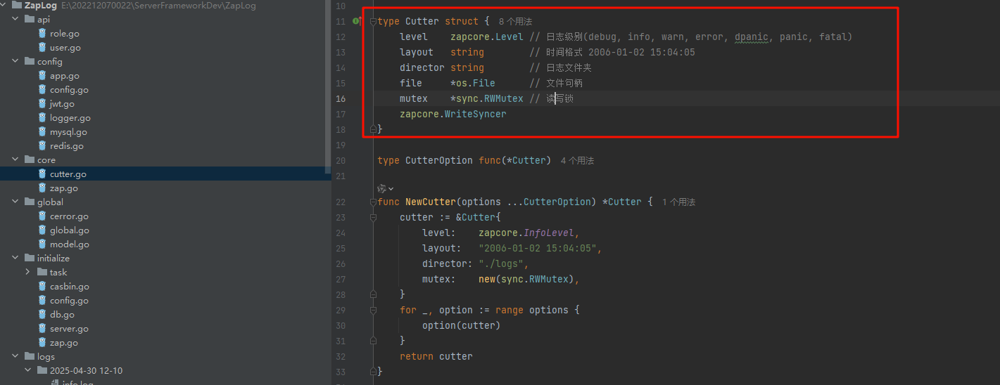 ZapLog E:\202212070022\ServerFrameworkDev\ZapLog
api
role.go
user.go
config
app.go
config.go
jwt.go
logger.go
mysql.go
redis.go
core
cutter.go
zap.go
global
cerror.go
global.go
model.go
initialize
task
casbin.go
config.go
db.go
server.go
zap.go
logs
2025-04-30 12-10
info.log
10
11 type Cutter struct { 8个用法
12 level zapcore.Level // 日志级别(debug, info, warn, error, dpanic, panic, fatal)
13 layout string // 时间格式 2006-01-02 15:04:05
14 director string // 日志文件夹
15 file *os.File // 文件句柄
16 mutex *sync.RWMutex // 读写锁
17 zapcore.WriteSyncer
18 }
19
20 type CutterOption func(*Cutter) 4个用法
21
22 func NewCutter(options ...CutterOption) *Cutter { 1个用法
23 cutter := &Cutter{
24 level: zapcore.InfoLevel,
25 layout: "2006-01-02 15:04:05",
26 director: "./logs",
27 mutex: new(sync.RWMutex),
28 }
29 for _, option := range options {
30 option(cutter)
31 }
32 return cutter
33 }